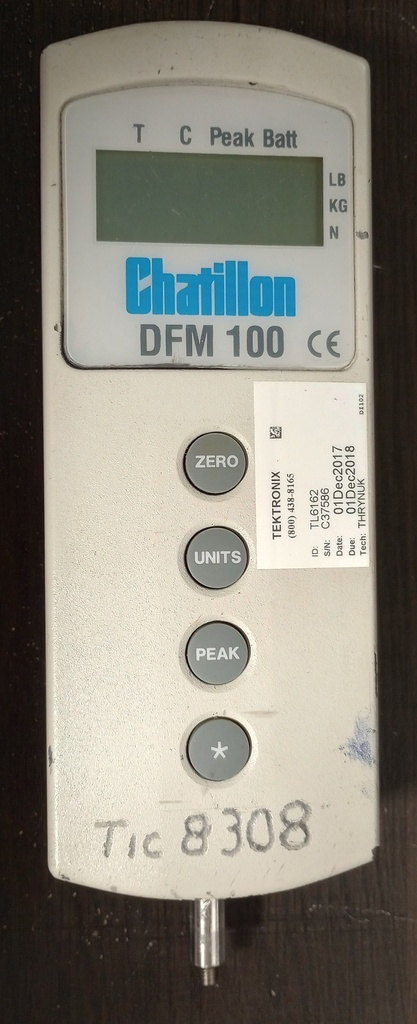 T C Peak Batt
LB
KG
N
Chatillon
DFM 100 CE
ZERO
UNITS
PEAK
*
TEKTRONIX
(800) 438-8165
ID: TL6162
S/N: C37586
Date: 01Dec2017
Due: 01Dec2018
Tech: THRYNUK
D1102
Tic 8308